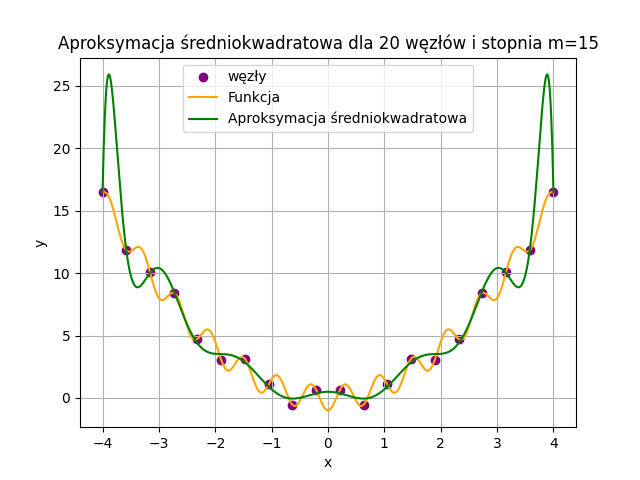 Aproksymacja średniokwadratowa dla 20 węzłów i stopnia m=15
węzły
Funkcja
Aproksymacja średniokwadratowa
25
20
15
10
5
0
y
−4 −3 −2 −1 0 1 2 3 4
x